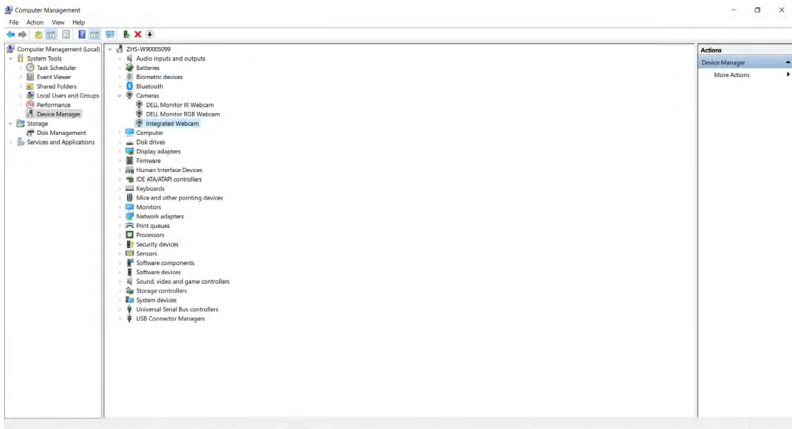 Computer Management
File Action View Help
Computer Management (Local)
System Tools
Task Scheduler
Event Viewer
Shared Folders
Local Users and Groups
Performance
Device Manager
Storage
Disk Management
Services and Applications
ZHS-W90005099
Audio inputs and outputs
Batteries
Biometric devices
Bluetooth
Cameras
DELL Monitor IR Webcam
DELL Monitor RGB Webcam
Integrated Webcam
Computer
Disk drives
Display adapters
Firmware
Human Interface Devices
IDE ATA/ATAPI controllers
Keyboards
Mice and other pointing devices
Monitors
Network adapters
Print queues
Processors
Security devices
Sensors
Software components
Software devices
Sound, video and game controllers
Storage controllers
System devices
Universal Serial Bus controllers
USB Connector Managers
Actions
Device Manager
More Actions